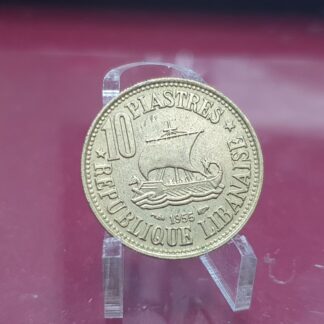 10 PIASTRES
1955
★ REPUBLIQUE LIBANAISE ★